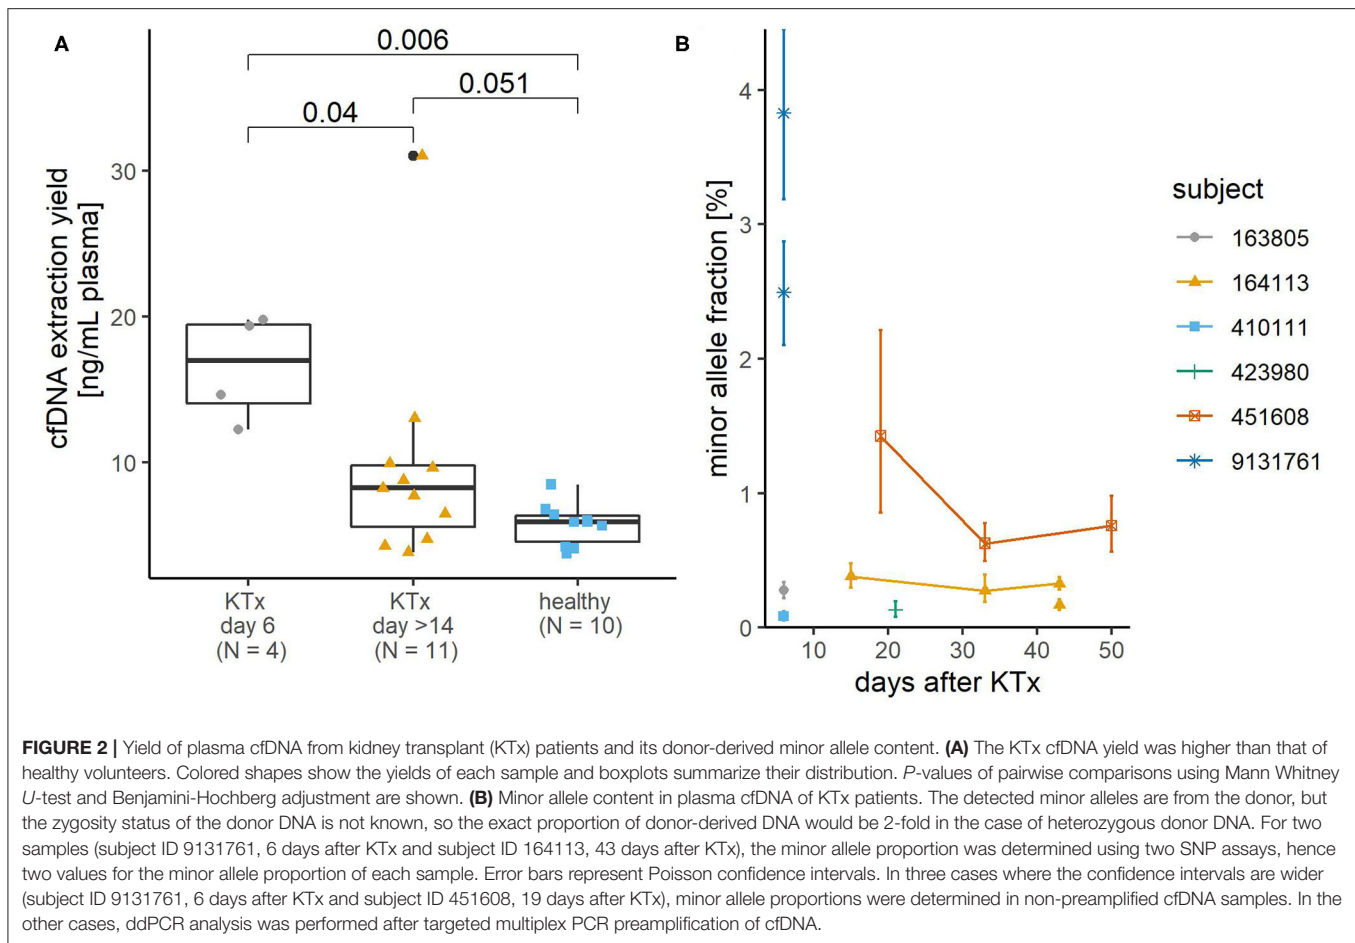 A
0.006
0.051
0.04
cfDNA extraction yield
[ng/mL plasma]
30
20
10
KTx
day 6
(N = 4)
KTx
day >14
(N = 11)
healthy
(N = 10)
B
minor allele fraction [%]
4
3
2
1
0
10
20
30
40
50
days after KTx
subject
163805
164113
410111
423980
451608
9131761
FIGURE 2 | Yield of plasma cfDNA from kidney transplant (KTx) patients and its donor-derived minor allele content. (A) The KTx cfDNA yield was higher than that of
healthy volunteers. Colored shapes show the yields of each sample and boxplots summarize their distribution. P-values of pairwise comparisons using Mann Whitney
U-test and Benjamini-Hochberg adjustment are shown. (B) Minor allele content in plasma cfDNA of KTx patients. The detected minor alleles are from the donor, but
the zygosity status of the donor DNA is not known, so the exact proportion of donor-derived DNA would be 2-fold in the case of heterozygous donor DNA. For two
samples (subject ID 9131761, 6 days after KTx and subject ID 164113, 43 days after KTx), the minor allele proportion was determined using two SNP assays, hence
two values for the minor allele proportion of each sample. Error bars represent Poisson confidence intervals. In three cases where the confidence intervals are wider
(subject ID 9131761, 6 days after KTx and subject ID 451608, 19 days after KTx), minor allele proportions were determined in non-preamplified cfDNA samples. In the
other cases, ddPCR analysis was performed after targeted multiplex PCR preamplification of cfDNA.